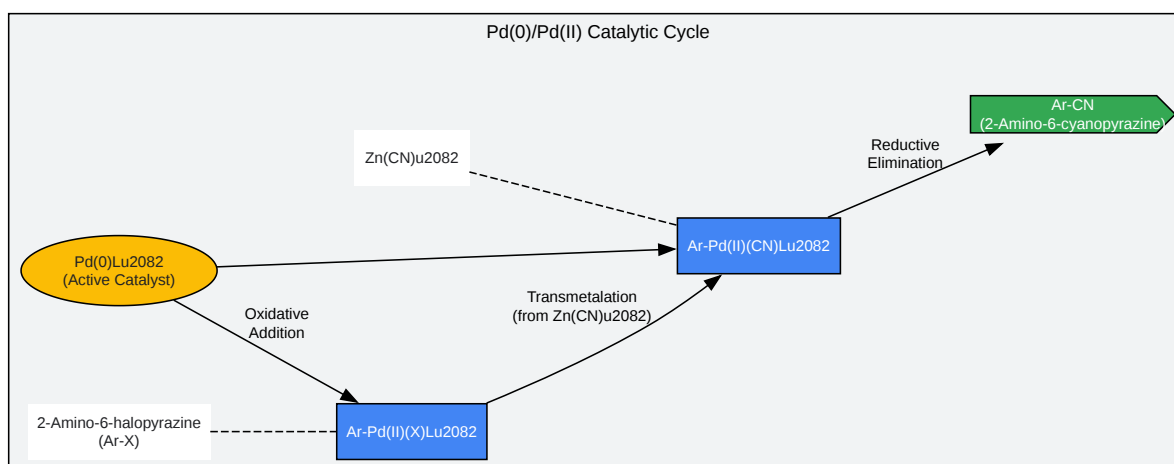 Pd(0)/Pd(II) Catalytic Cycle
Ar-CN
(2-Amino-6-cyanopyrazine)
Reductive
Elimination
Zn(CN)u2082
Ar-Pd(II)(CN)Lu2082
Pd(0)Lu2082
(Active Catalyst)
Transmetalation
(from Zn(CN)u2082)
Oxidative
Addition
2-Amino-6-halopyrazine
(Ar-X)
Ar-Pd(II)(X)Lu2082